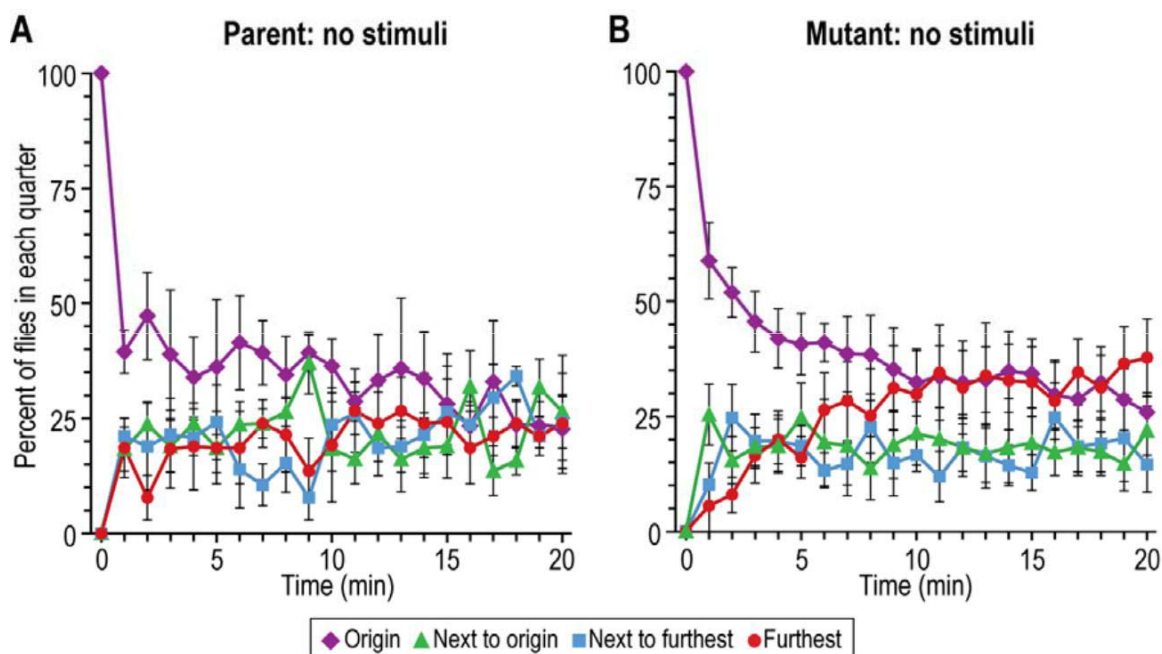 A
Parent: no stimuli
Percent of flies in each quarter
100
75
50
25
0
0 5 10 15 20
Time (min)
B
Mutant: no stimuli
100
75
50
25
0
0 5 10 15 20
Time (min)
Origin Next to origin Next to furthest Furthest